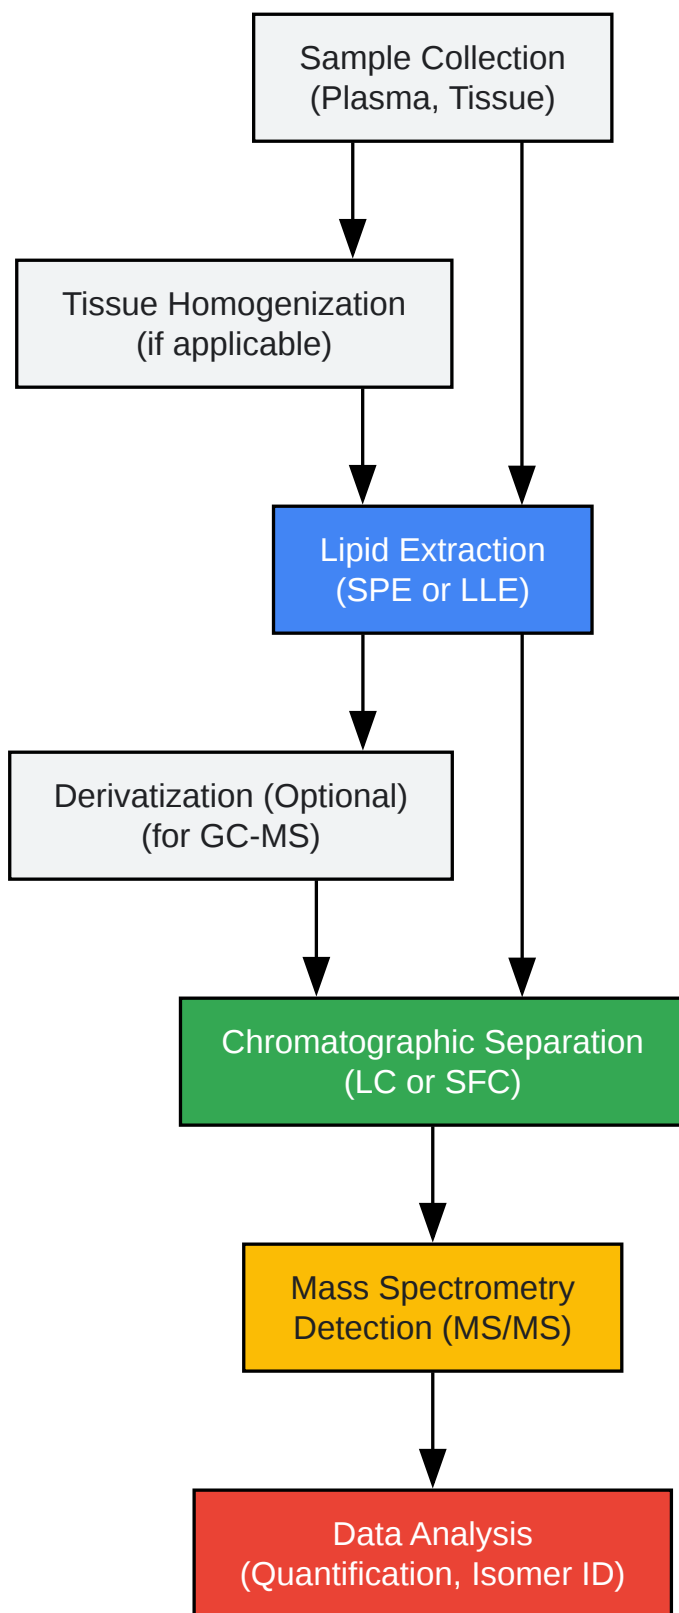 Sample Collection
(Plasma, Tissue)
Tissue Homogenization
(if applicable)
Lipid Extraction
(SPE or LLE)
Derivatization (Optional)
(for GC-MS)
Chromatographic Separation
(LC or SFC)
Mass Spectrometry
Detection (MS/MS)
Data Analysis
(Quantification, Isomer ID)